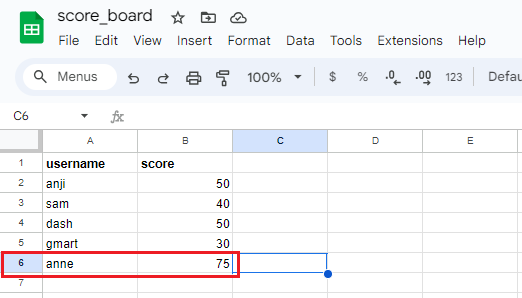 score_board
File Edit View Insert Format Data Tools Extensions Help
Menus 100% $ % .0 .00 123 Defau
C6 fx
A B C D E
1 username score
2 anji 50
3 sam 40
4 dash 50
5 gmart 30
6 anne 75
7